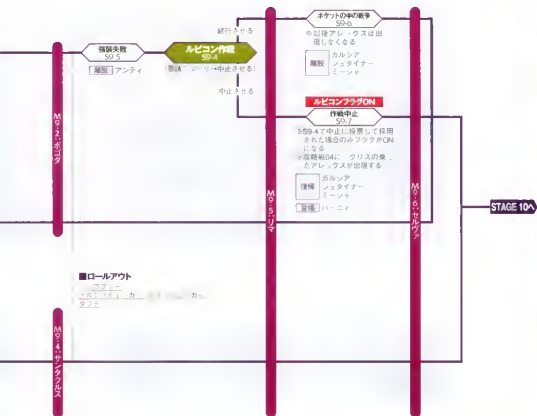 続行させる
ポケットの中の戦争
S9-6
※以後アレックスは出
現しなくなる
離脱
ガルシア
シュタイナー
ミーシャ
強襲失敗
S9-5
離脱 アンディ
ルビコン作戦
S9-4
中止させる)
中止させる
ルビコンフラグON
作戦中止
S9-7
※S9-4で中止に投票して採用
された場合のみフラグがON
になる
※攻略戦04に クリスの乗っ
たアレックスが出現する
復帰
ガルシア
シュタイナー
ミーシャ
登場 バーニィ
M9-2:ボゴダ
M9-5:リマ
M9-6:セルヴァ
STAGE 10へ
■ロールアウト
M9-4:サンタクルス